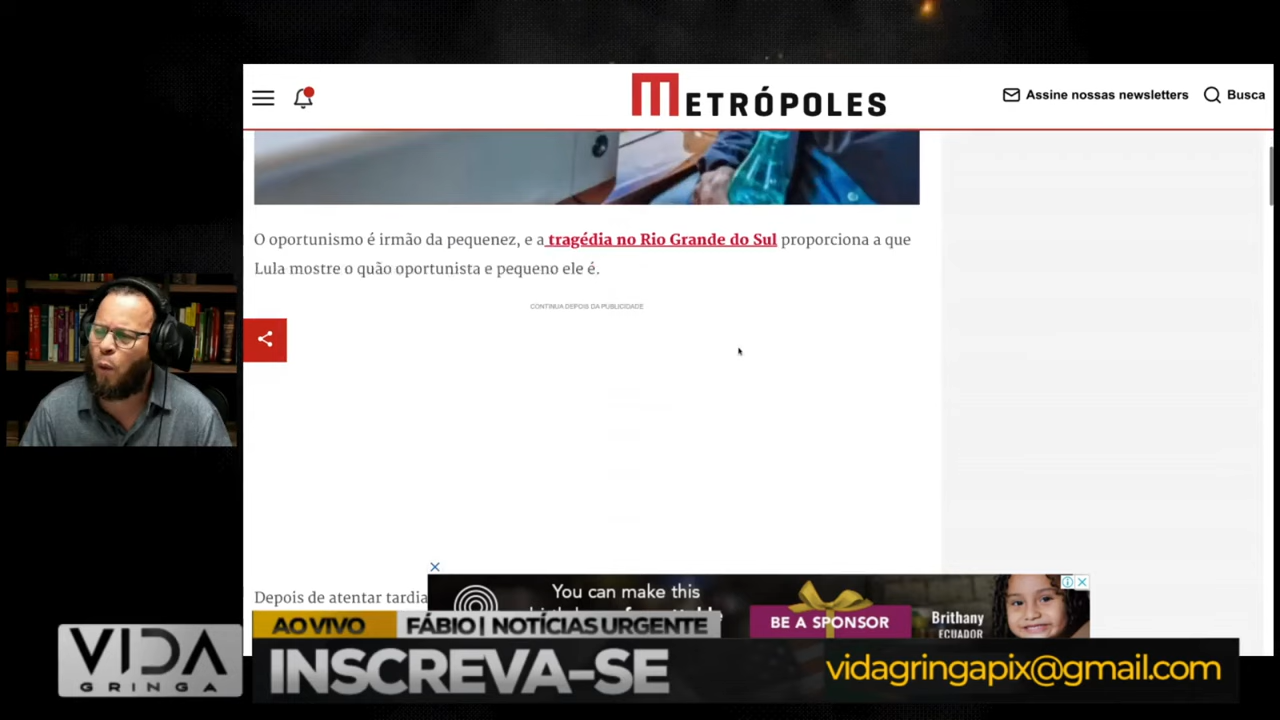 METRÓPOLES
Assine nossas newsletters
Busca
O oportunismo é irmão da pequenez, e a tragédia no Rio Grande do Sul proporciona a que
Lula mostre o quão oportunista e pequeno ele é.
CONTINUA DEPOIS DA PUBLICIDADE
Depois de atentar tardia
You can make this
BE A SPONSOR
Brithany
ECUADOR
AO VIVO
FÁBIO | NOTÍCIAS URGENTE
VIDA
GRINGA
INSCREVA-SE
vidagringapix@gmail.com